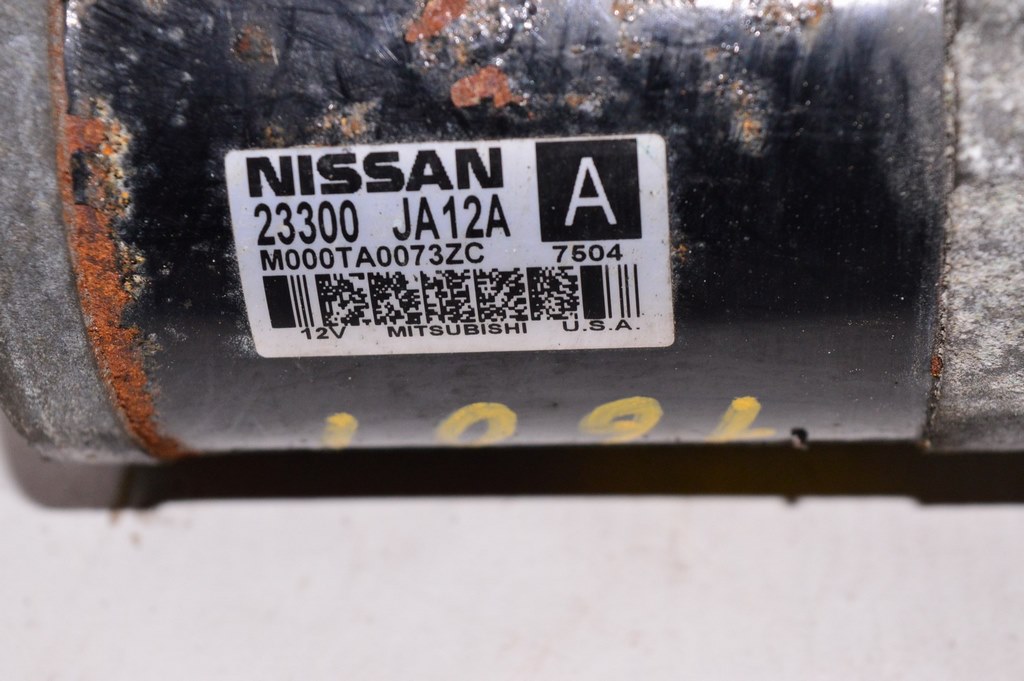 NISSAN A
23300 JA12A
M000TA0073ZC 7504
12V MITSUBISHI U.S.A.